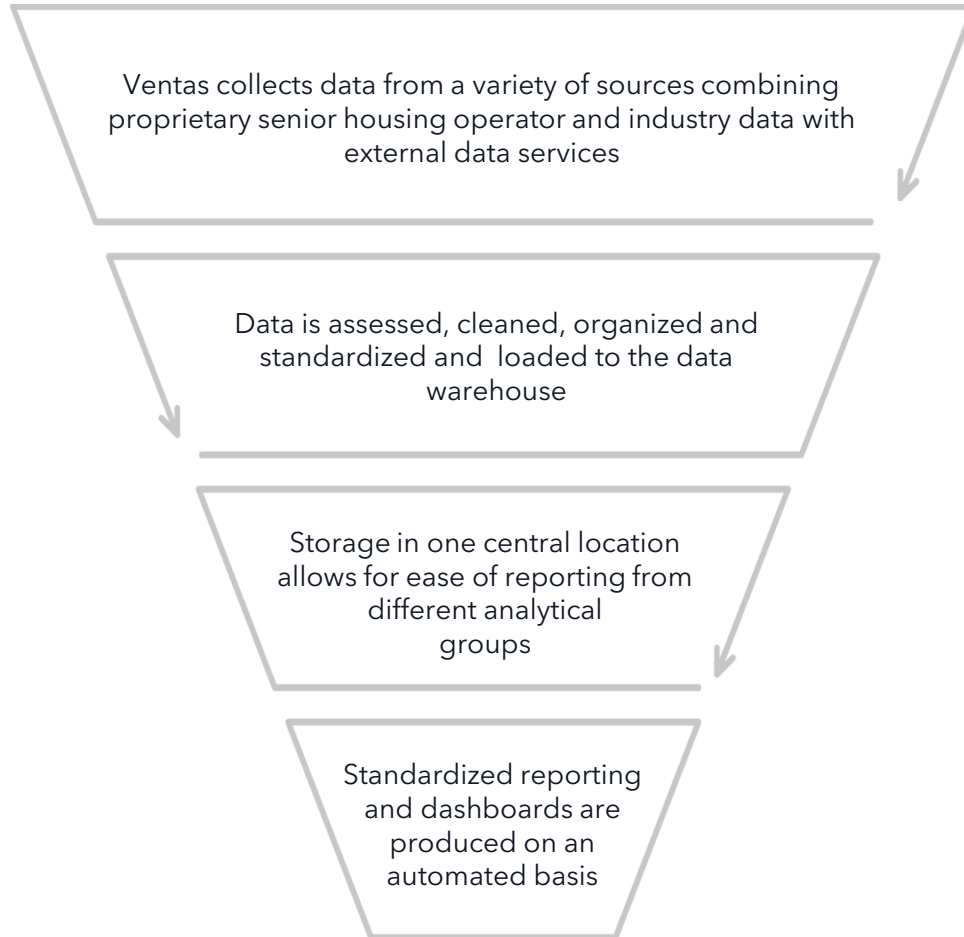 Ventas collects data from a variety of sources combining
proprietary senior housing operator and industry data with
external data services
Data is assessed, cleaned, organized and
standardized and  loaded to the data
warehouse
Storage in one central location
allows for ease of reporting from
different analytical
groups
Standardized reporting
and dashboards are
produced on an
automated basis